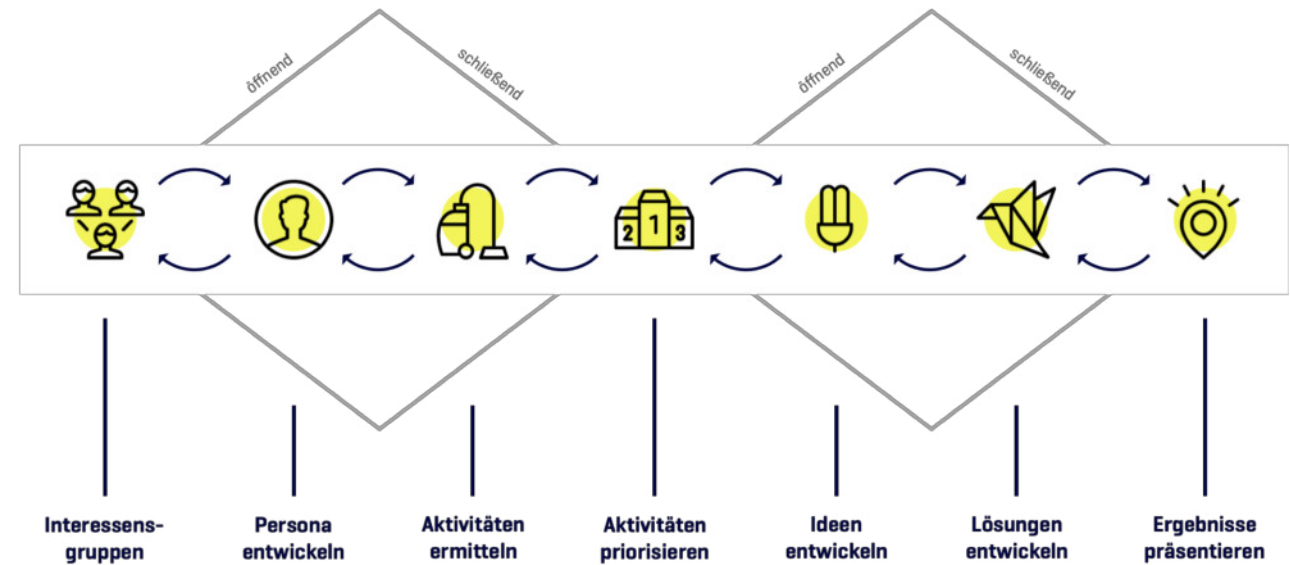 öffnend
schließend
öffnend
schließend
2 1 3
Interessens-
gruppen
Persona
entwickeln
Aktivitäten
ermitteln
Aktivitäten
priorisieren
Ideen
entwickeln
Lösungen
entwickeln
Ergebnisse
präsentieren